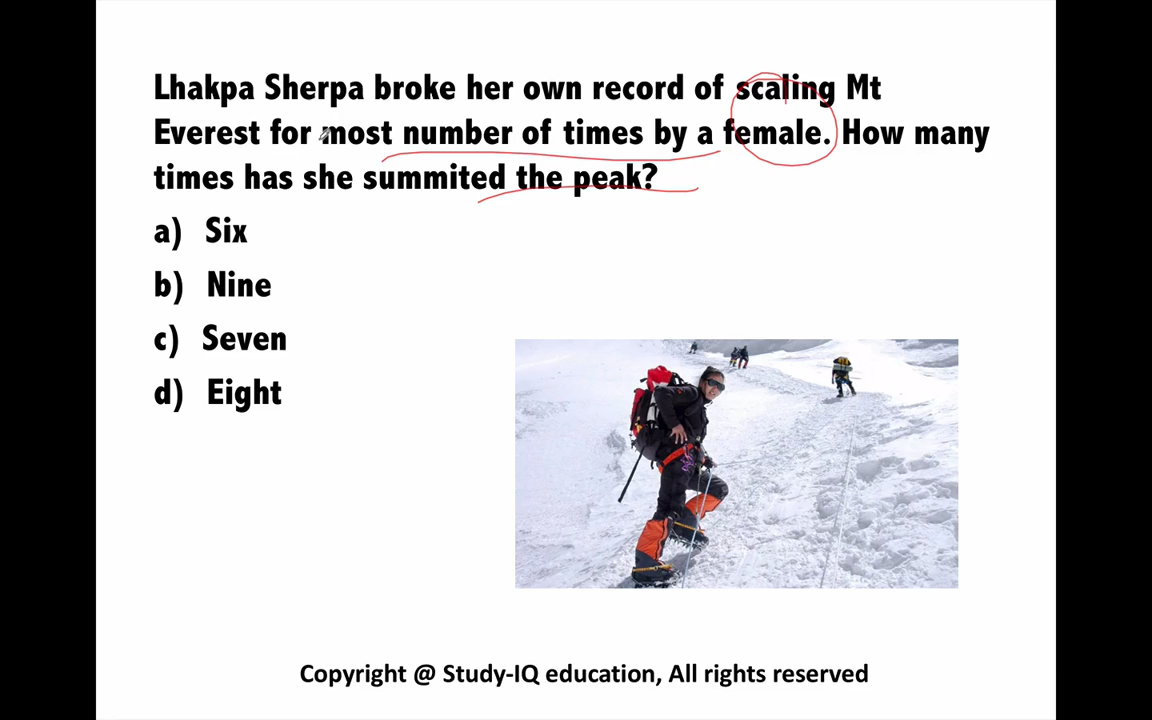 Lhakpa Sherpa broke her own record of scaling Mt
Everest for most number of times by a female. How many
times has she summited the peak?
a) Six
b) Nine
c) Seven
d) Eight
Copyright @ Study-IQ education, All rights reserved